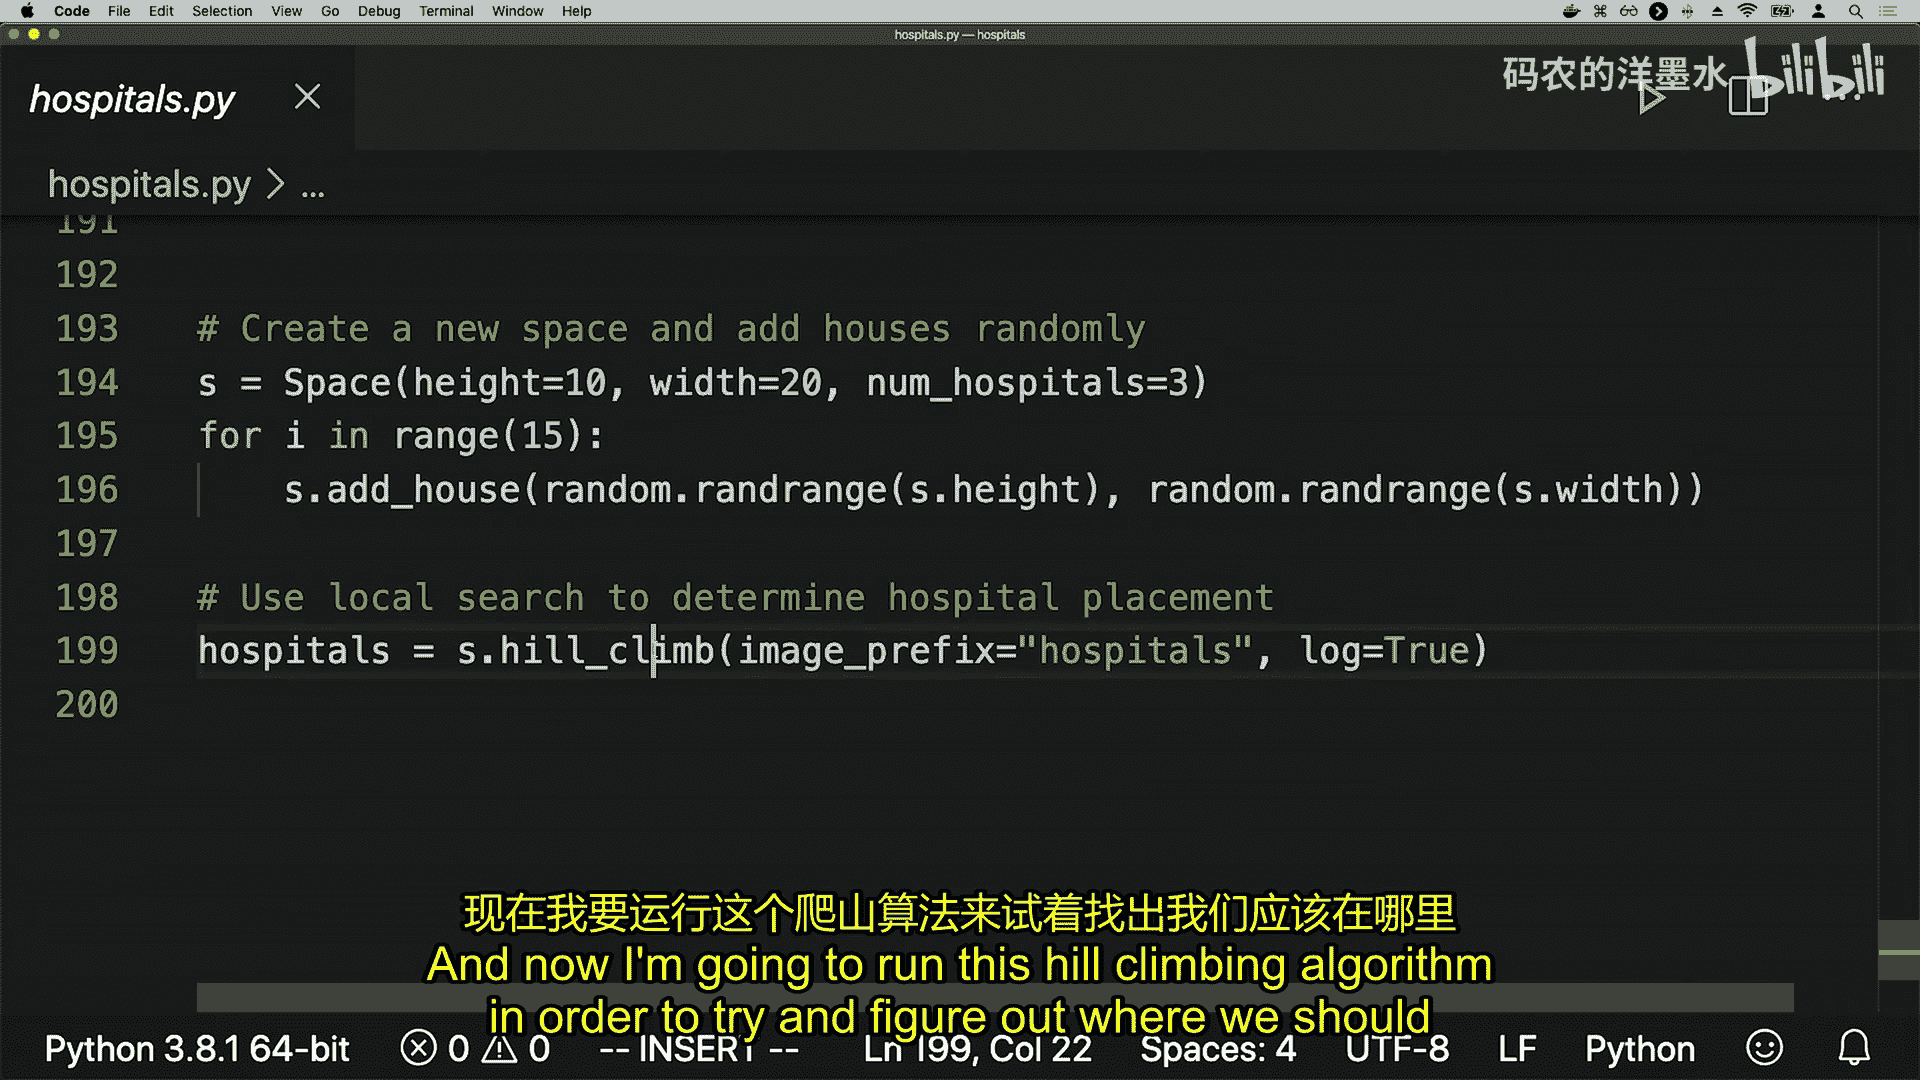 Code File Edit Selection View Go Debug Terminal Window Help
hospitals.py — hospitals
码农的洋墨水 bilibili
hospitals.py
hospitals.py > ...
191
192
193 # Create a new space and add houses randomly
194 s = Space(height=10, width=20, num_hospitals=3)
195 for i in range(15):
196 s.add_house(random.randrange(s.height), random.randrange(s.width))
197
198 # Use local search to determine hospital placement
199 hospitals = s.hill_climb(image_prefix="hospitals", log=True)
200
现在我要运行这个爬山算法来试着找出我们应该在哪里
And now I'm going to run this hill climbing algorithm
in order to try and figure out where we should
Python 3.8.1 64-bit 0 0 -- INSERT -- Ln 199, Col 22 Spaces: 4 UTF-8 LF Python